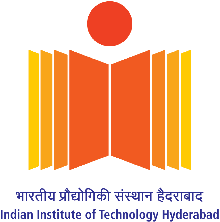 भारतीय प्रौद्योगिकी संस्थान हैदराबाद
Indian Institute of Technology Hyderabad